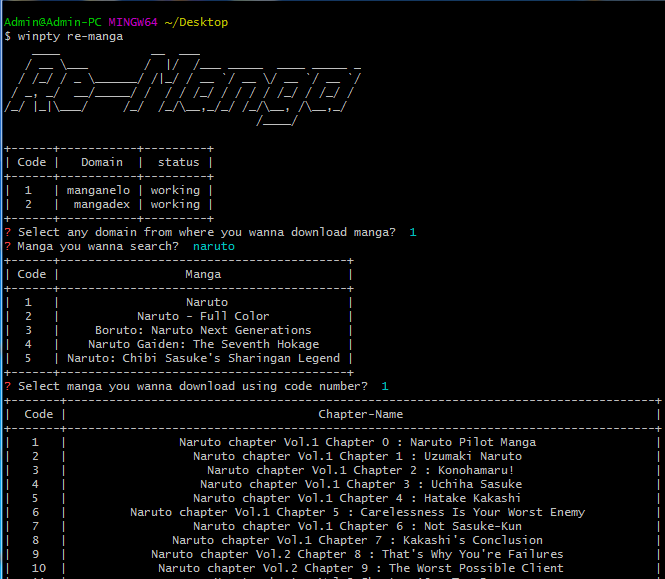 Admin@Admin-PC MINGW64 ~/Desktop
$ winpty re-manga
Re-Manga
| Code | Domain | status |
| 1 | manganelo | working |
| 2 | mangadex | working |
? Select any domain from where you wanna download manga? 1
? Manga you wanna search? naruto
| Code | Manga |
| 1 | Naruto |
| 2 | Naruto - Full Color |
| 3 | Boruto: Naruto Next Generations |
| 4 | Naruto Gaiden: The Seventh Hokage |
| 5 | Naruto: Chibi Sasuke's Sharingan Legend |
? Select manga you wanna download using code number? 1
| Code | Chapter-Name |
| 1 | Naruto chapter Vol.1 Chapter 0 : Naruto Pilot Manga |
| 2 | Naruto chapter Vol.1 Chapter 1 : Uzumaki Naruto |
| 3 | Naruto chapter Vol.1 Chapter 2 : Konohamaru! |
| 4 | Naruto chapter Vol.1 Chapter 3 : Uchiha Sasuke |
| 5 | Naruto chapter Vol.1 Chapter 4 : Hatake Kakashi |
| 6 | Naruto chapter Vol.1 Chapter 5 : Carelessness Is Your Worst Enemy |
| 7 | Naruto chapter Vol.1 Chapter 6 : Not Sasuke-Kun |
| 8 | Naruto chapter Vol.1 Chapter 7 : Kakashi's Conclusion |
| 9 | Naruto chapter Vol.2 Chapter 8 : That's Why You're Failures |
| 10 | Naruto chapter Vol.2 Chapter 9 : The Worst Possible Client |